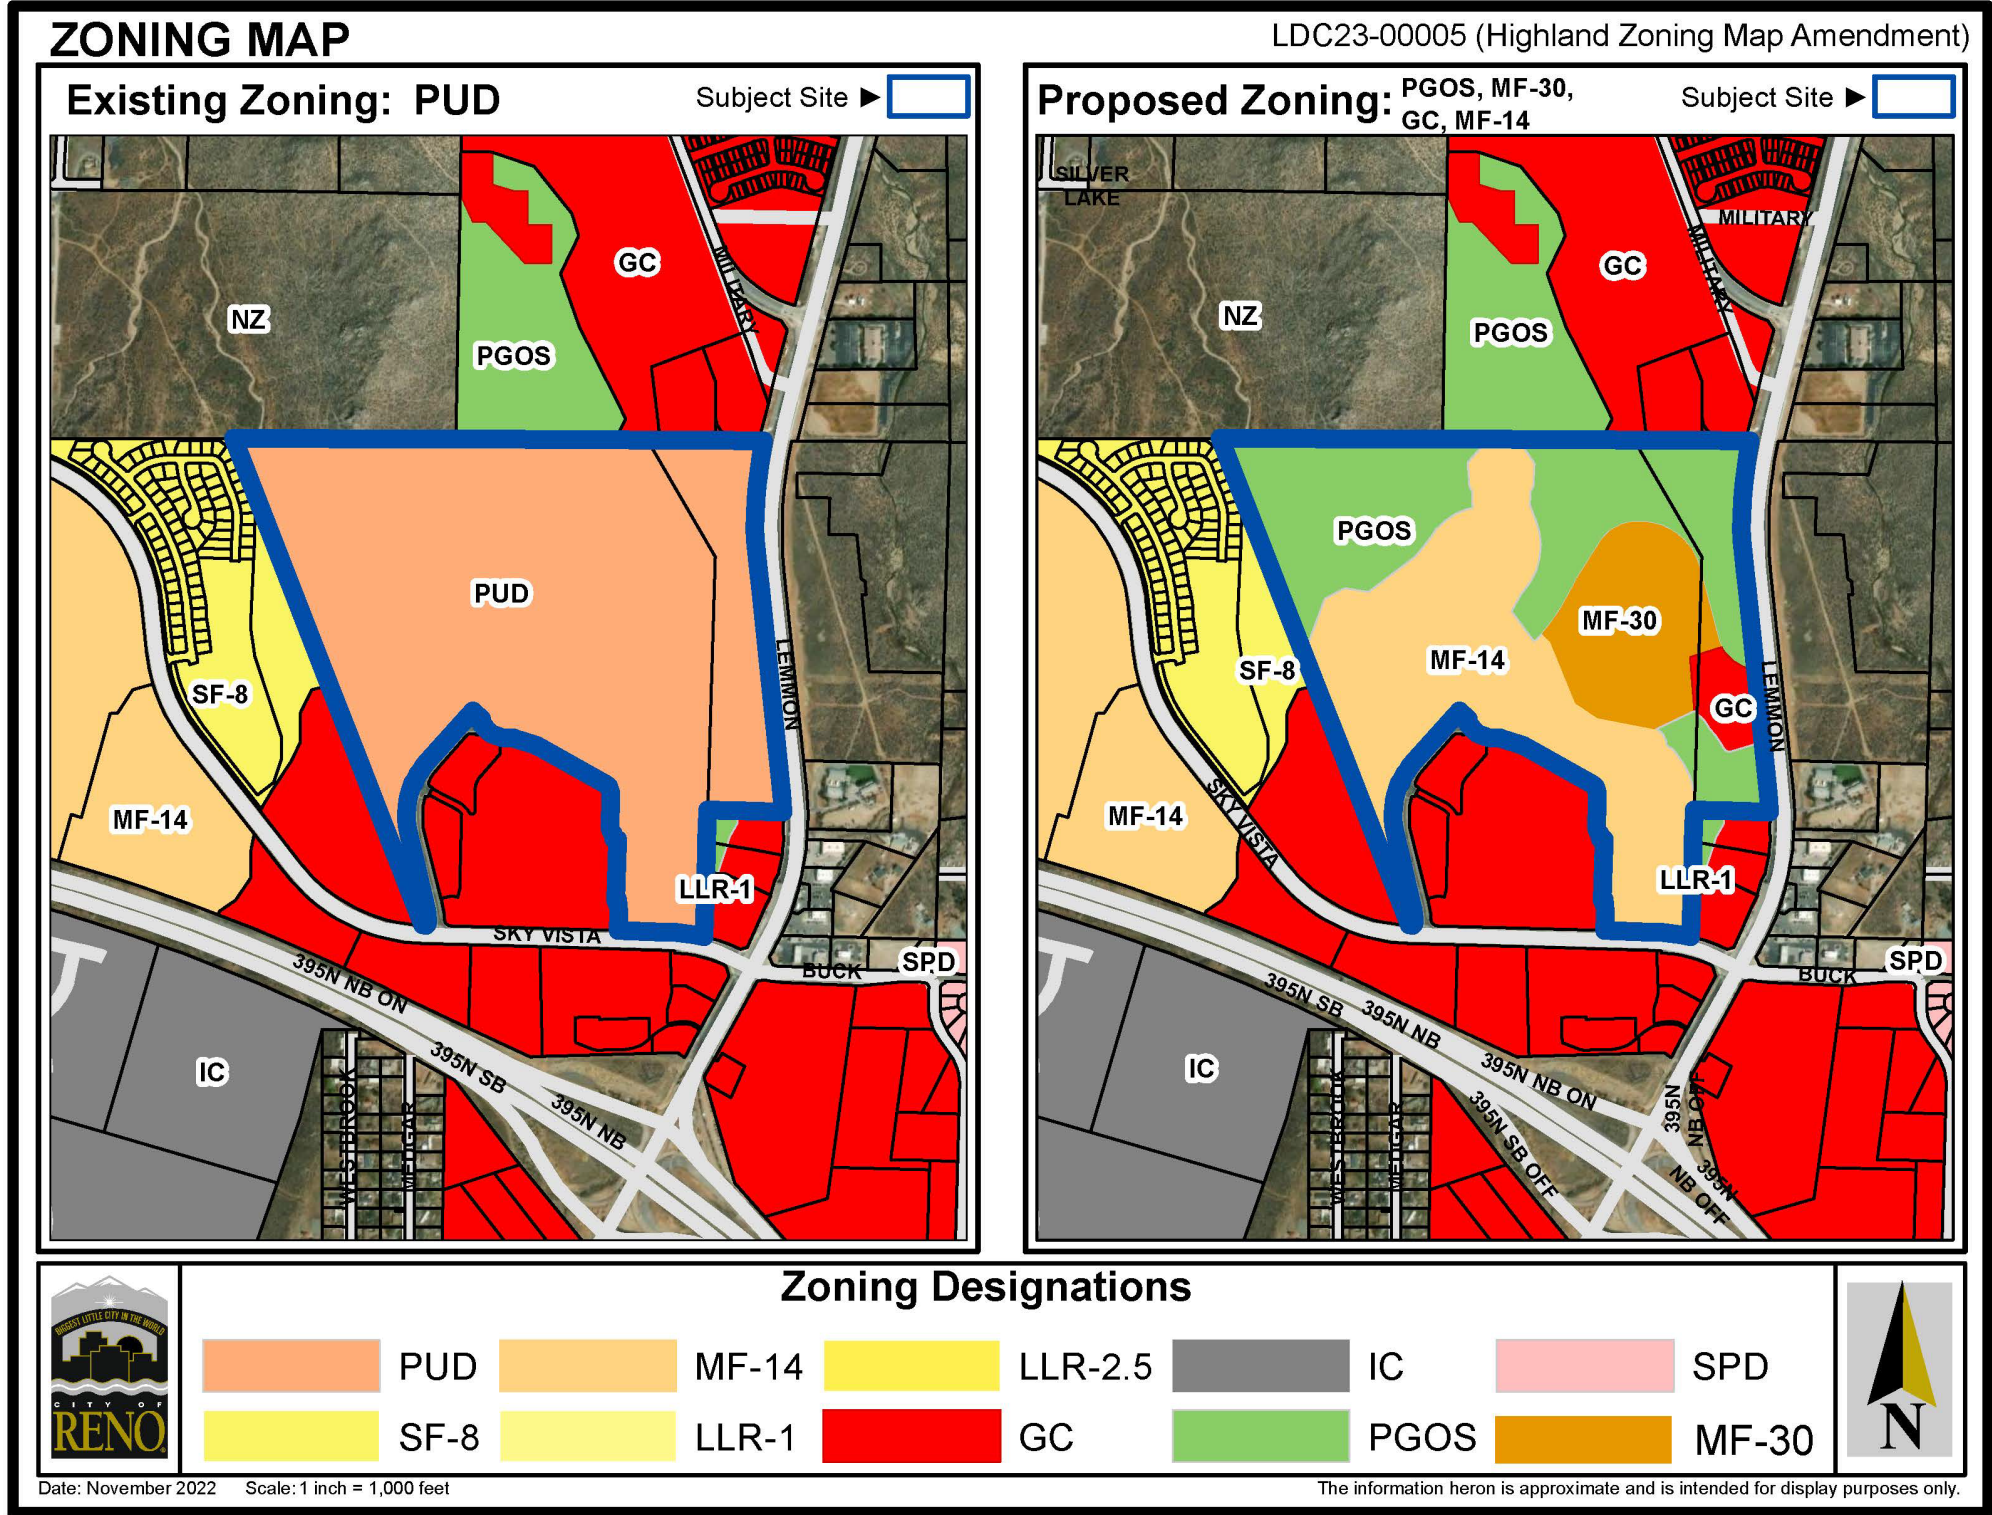 ZONING MAP
LDC23-00005 (Highland Zoning Map Amendment)
Existing Zoning: PUD
Subject Site ►
GC
MILITARY
NZ
PGOS
PUD
LEMMON
SF-8
MF-14
LLR-1
SKY VISTA
BUCK
SPD
395N NB ON
395N SB
395N NB
IC
WESTBROOK
MEDGAR
Proposed Zoning: PGOS, MF-30,
GC, MF-14
Subject Site ►
SILVER
LAKE
MILITARY
MILITARY
GC
NZ
PGOS
PGOS
MF-30
MF-14
SF-8
GC
LEMMON
MF-14
SKY VISTA
LLR-1
BUCK
SPD
395N SB
395N NB
395N NB ON
395N
NB OFF
395N SB OFF
395N
NB OFF
IC
WESTBROOK
MEDGAR
Zoning Designations
PUD
MF-14
LLR-2.5
IC
SPD
SF-8
LLR-1
GC
PGOS
MF-30
BIGGEST LITTLE CITY IN THE WORLD
CITY OF
RENO
N
Date: November 2022 Scale: 1 inch = 1,000 feet
The information heron is approximate and is intended for display purposes only.